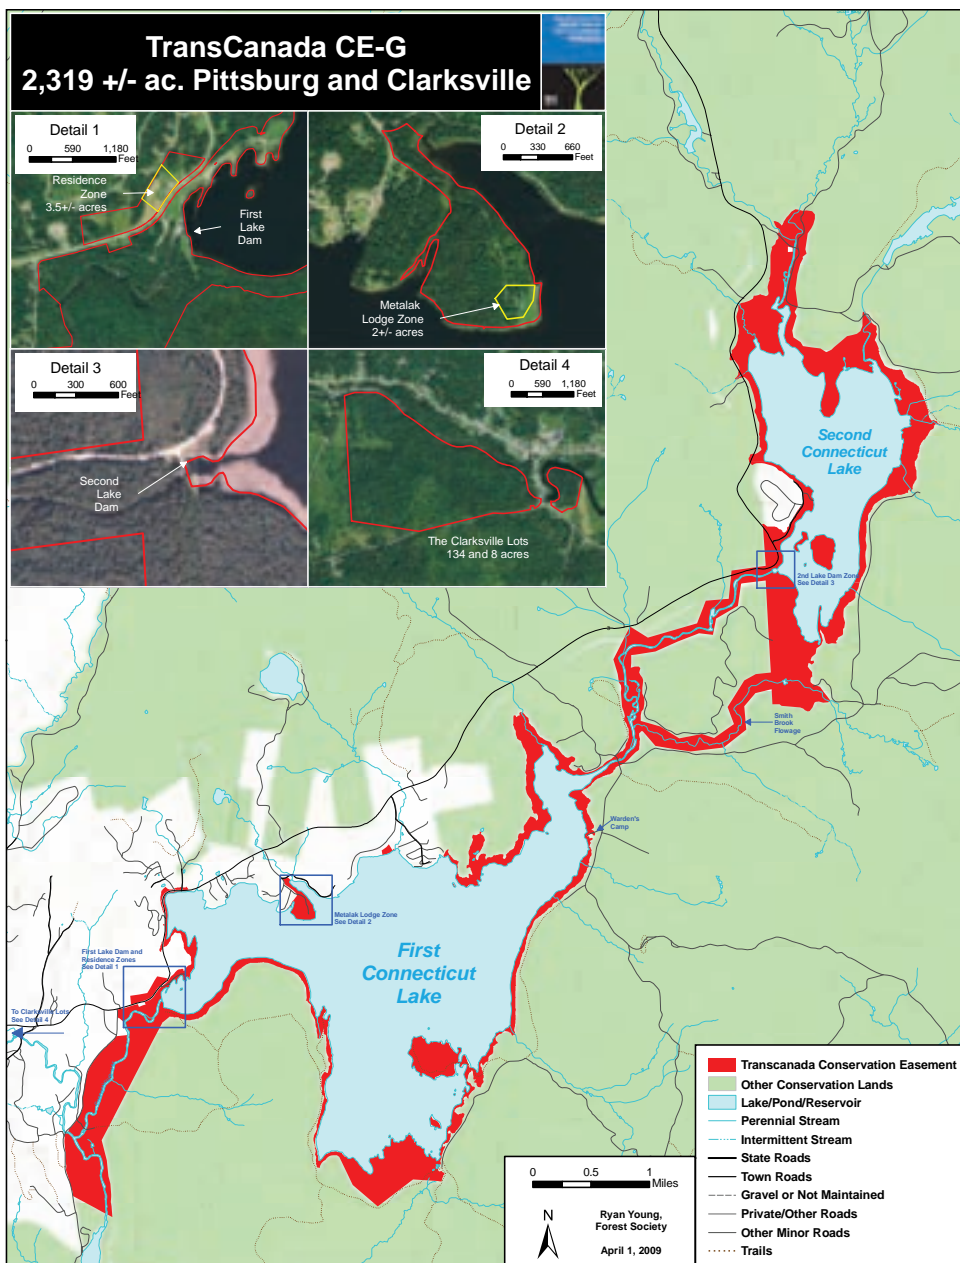 TransCanada CE-G
2,319 +/- ac. Pittsburg and Clarksville
Detail 1
0 590 1,180
Feet
Residence
Zone
3.5+/- acres
First
Lake
Dam
Detail 2
0 330 660
Feet
Metalak
Lodge Zone
2+/- acres
Detail 3
0 300 600
Feet
Second
Lake
Dam
Detail 4
0 590 1,180
Feet
The Clarksville Lots
134 and 8 acres
Second
Connecticut
Lake
2nd Lake Dam Zone
See Detail 3
Smith
Brook
Flowage
Warden's
Camp
Metalak Lodge Zone
See Detail 2
First Lake Dam and
Residence Zones
See Detail 1
First
Connecticut
Lake
To Clarksville Lots
See Detail 4
0 0.5 1
Miles
N
Ryan Young,
Forest Society
April 1, 2009
Transcanada Conservation Easement
Other Conservation Lands
Lake/Pond/Reservoir
Perennial Stream
Intermittent Stream
State Roads
Town Roads
Gravel or Not Maintained
Private/Other Roads
Other Minor Roads
Trails